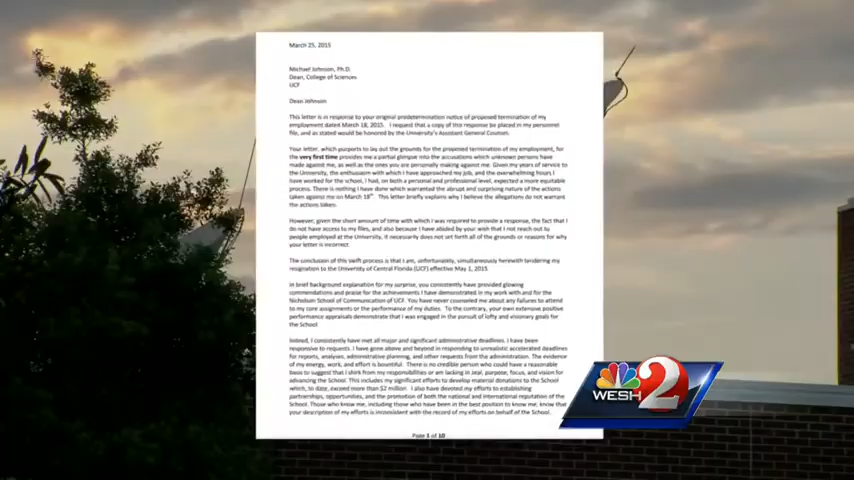 March 25, 2015
Michael Johnson, Ph.D.
Dean, College of Sciences
UCF
Dean Johnson
This letter is in response to your original predetermination notice of proposed termination of my
employment dated March 18, 2015. I request that a copy of this response be placed in my personnel
file, and as stated would be honored by the University's Assistant General Counsel.
Your letter, which purports to lay out the grounds for the proposed termination of my employment, for
the very first time provides me a partial glimpse into the accusations which unknown persons have
made against me, as well as the ones you are personally making against me. Given my years of service to
the University, the enthusiasm with which I have approached my job, and the overwhelming hours I
have worked for the school, I had, on both a personal and professional level, expected a more equitable
process. There is nothing I have done which warranted the abrupt and surprising nature of the actions
taken against me on March 18th. This letter briefly explains why I believe the allegations do not warrant
the actions taken.
However, given the short amount of time with which I was required to provide a response, the fact that I
do not have access to my files, and also because I have abided by your wish that I not reach out to
people employed at the University, it necessarily does not set forth all of the grounds or reasons for why
your letter is incorrect.
The conclusion of this swift process is that I am, unfortunately, simultaneously herewith tendering my
resignation to the University of Central Florida (UCF) effective May 1, 2015
In brief background explanation for my surprise, you consistently have provided glowing
commendations and praise for the achievements I have demonstrated in my work with and for the
Nicholson School of Communication of UCF. You have never counseled me about any failures to attend
to my core assignments or the performance of my duties. To the contrary, your own extensive positive
performance appraisals demonstrate that I was engaged in the pursuit of lofty and visionary goals for
the School
Indeed, I consistently have met all major and significant administrative deadlines. I have been
responsive to requests. I have gone above and beyond in responding to unrealistic accelerated deadlines
for reports, analyses, administrative planning, and other requests from the administration. The evidence
of my energy, work, and effort is bountiful. There is no credible person who could have a reasonable
basis to suggest that I shirk from my responsibilities or am lacking in zeal, purpose, focus, and vision for
advancing the School. This includes my significant efforts to develop material donations to the School
which, to date, exceed more than $2 million. I also have devoted my efforts to establishing
partnerships, opportunities, and the promotion of both the national and international reputation of the
School. Those who know me, including those who have been in the best position to know me, know that
your description of my efforts is inconsistent with the record of my efforts on behalf of the School.
Page 1 of 10
WESH 2